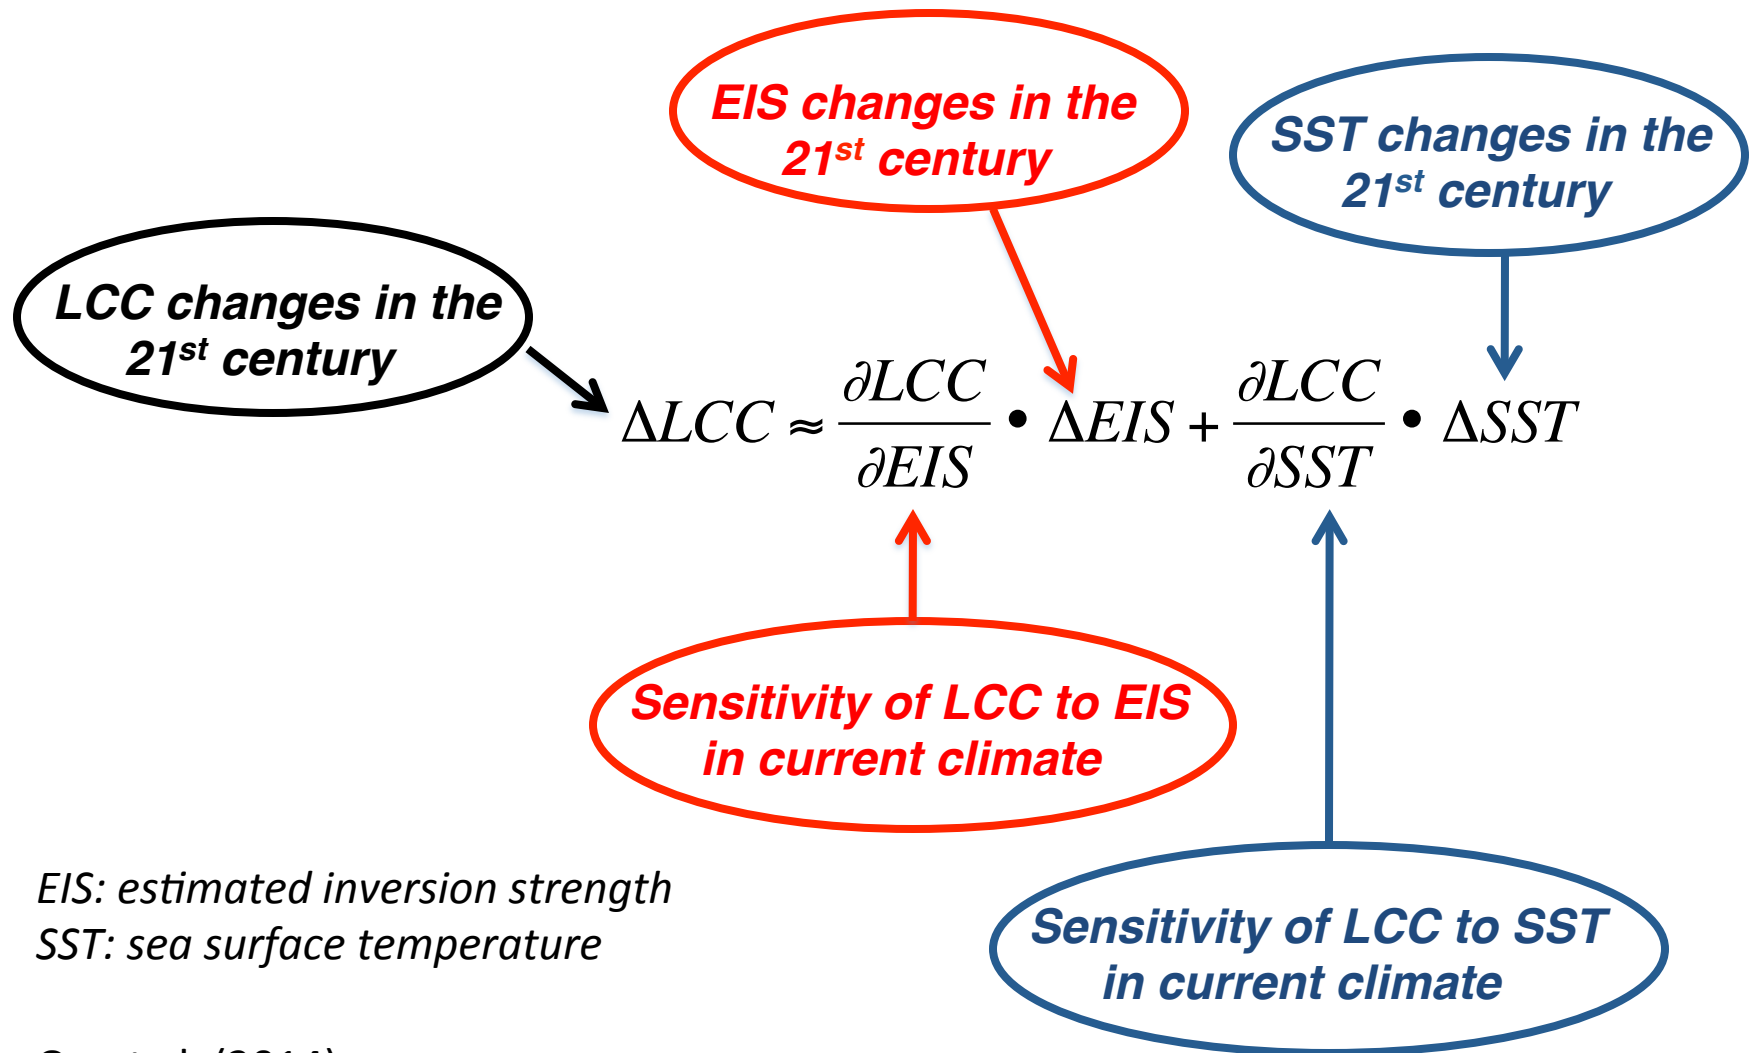 EIS changes in the
21st century
SST changes in the
21st century
LCC changes in the
21st century
ΔLCC ≈ ∂LCC/∂EIS • ΔEIS + ∂LCC/∂SST • ΔSST
Sensitivity of LCC to EIS
in current climate
EIS: estimated inversion strength
SST: sea surface temperature
Sensitivity of LCC to SST
in current climate